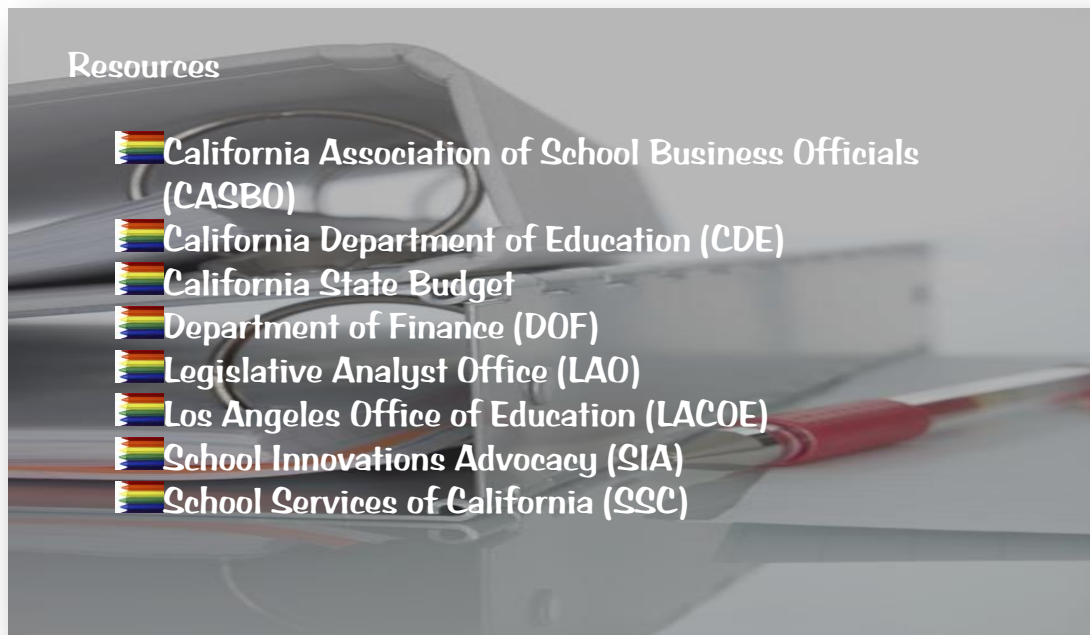 Resources
California Association of School Business Officials
(CASBO)
California Department of Education (CDE)
California State Budget
Department of Finance (DOF)
Legislative Analyst Office (LAO)
Los Angeles Office of Education (LACOE)
School Innovations Advocacy (SIA)
School Services of California (SSC)